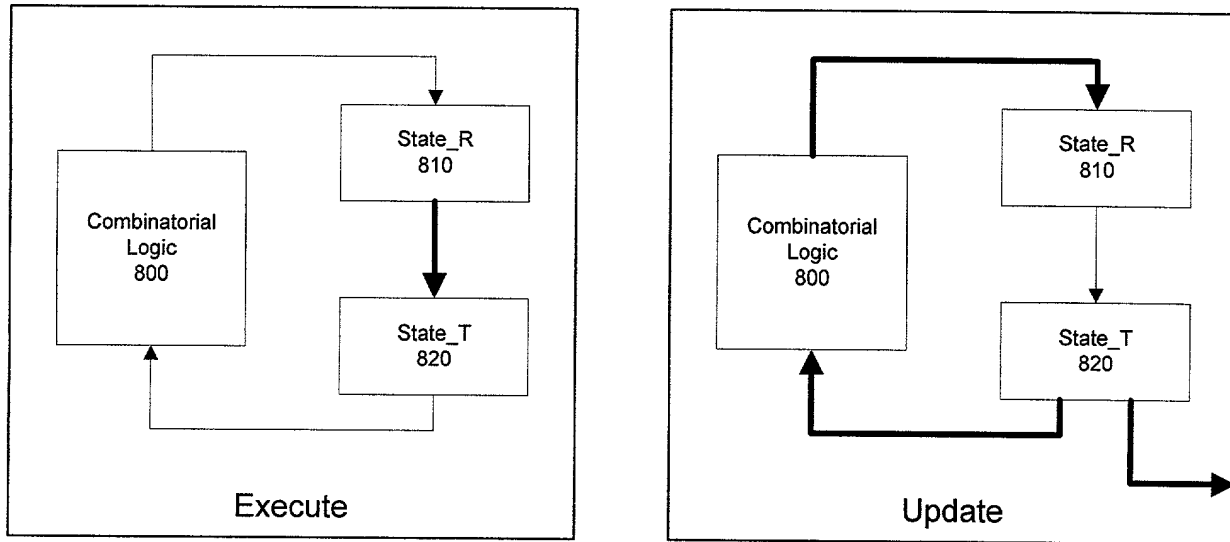 State_R
810
Combinatorial
Logic
800
State_T
820
Execute
State_R
810
Combinatorial
Logic
800
State_T
820
Update